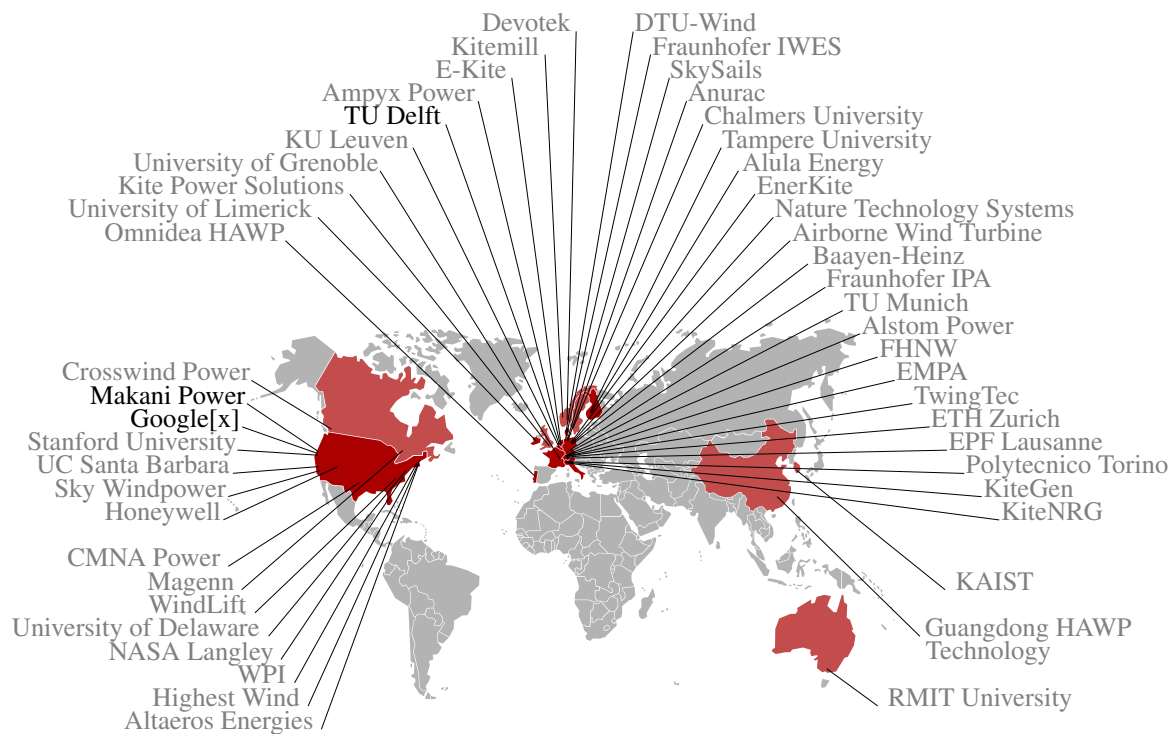 Devotek
Kitemill
E-Kite
Ampyx Power
TU Delft
KU Leuven
University of Grenoble
Kite Power Solutions
University of Limerick
Omnidea HAWP
DTU-Wind
Fraunhofer IWES
SkySails
Anurac
Chalmers University
Tampere University
Alula Energy
EnerKite
Nature Technology Systems
Airborne Wind Turbine
Baayen-Heinz
Fraunhofer IPA
TU Munich
Alstom Power
FHNW
EMPA
TwingTec
ETH Zurich
EPF Lausanne
Polytecnico Torino
KiteGen
KiteNRG
Crosswind Power
Makani Power
Google[x]
Stanford University
UC Santa Barbara
Sky Windpower
Honeywell
CMNA Power
Magenn
WindLift
University of Delaware
NASA Langley
WPI
Highest Wind
Altaeros Energies
KAIST
Guangdong HAWP
Technology
RMIT University